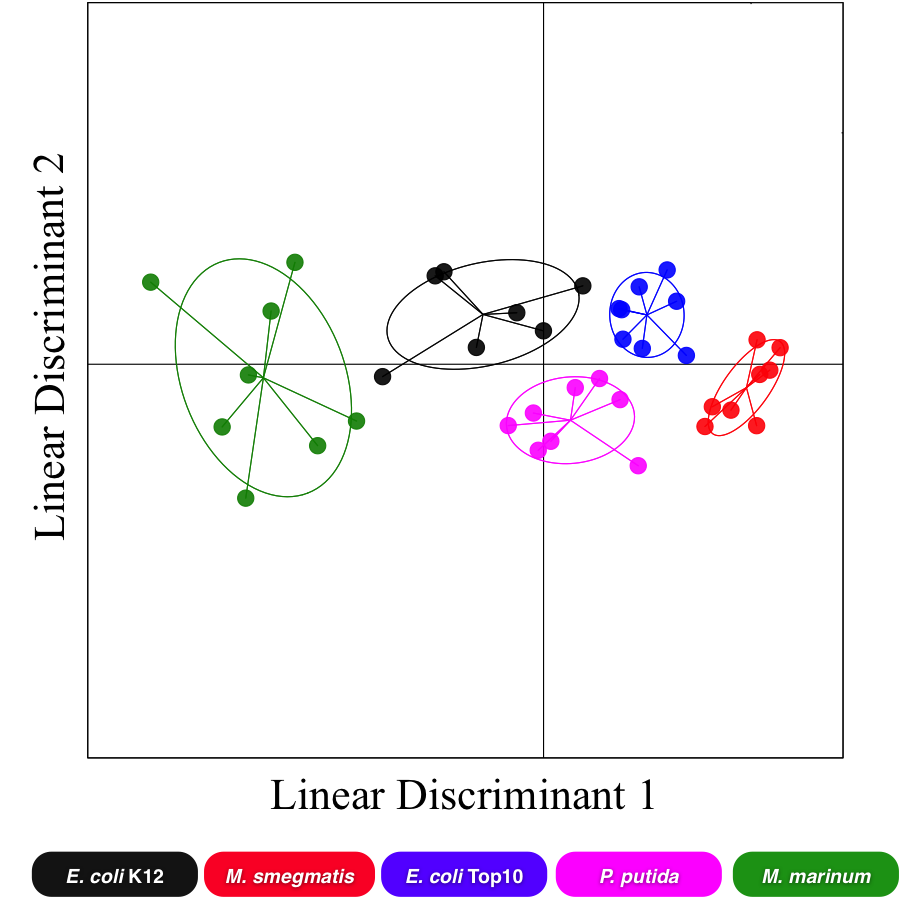 Linear Discriminant 2
Linear Discriminant 1
E. coli K12
M. smegmatis
E. coli Top10
P. putida
M. marinum